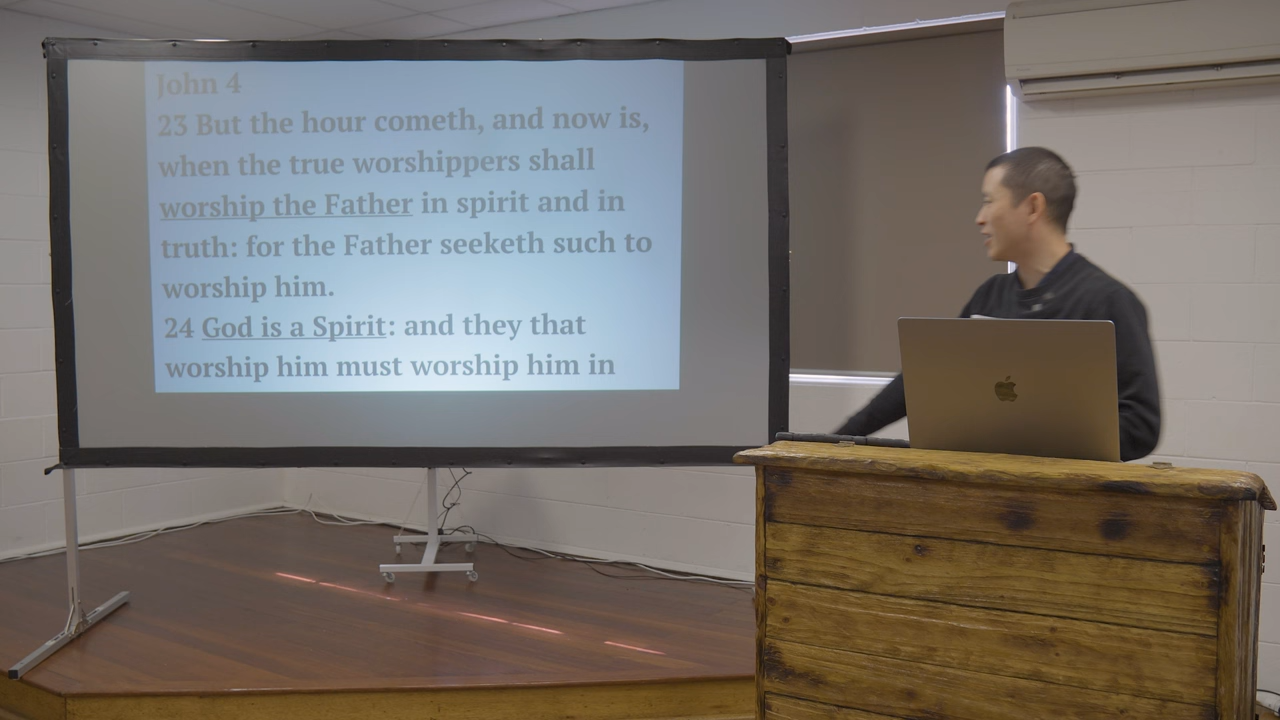 John 4
23 But the hour cometh, and now is,
when the true worshippers shall
worship the Father in spirit and in
truth: for the Father seeketh such to
worship him.
24 God is a Spirit: and they that
worship him must worship him in